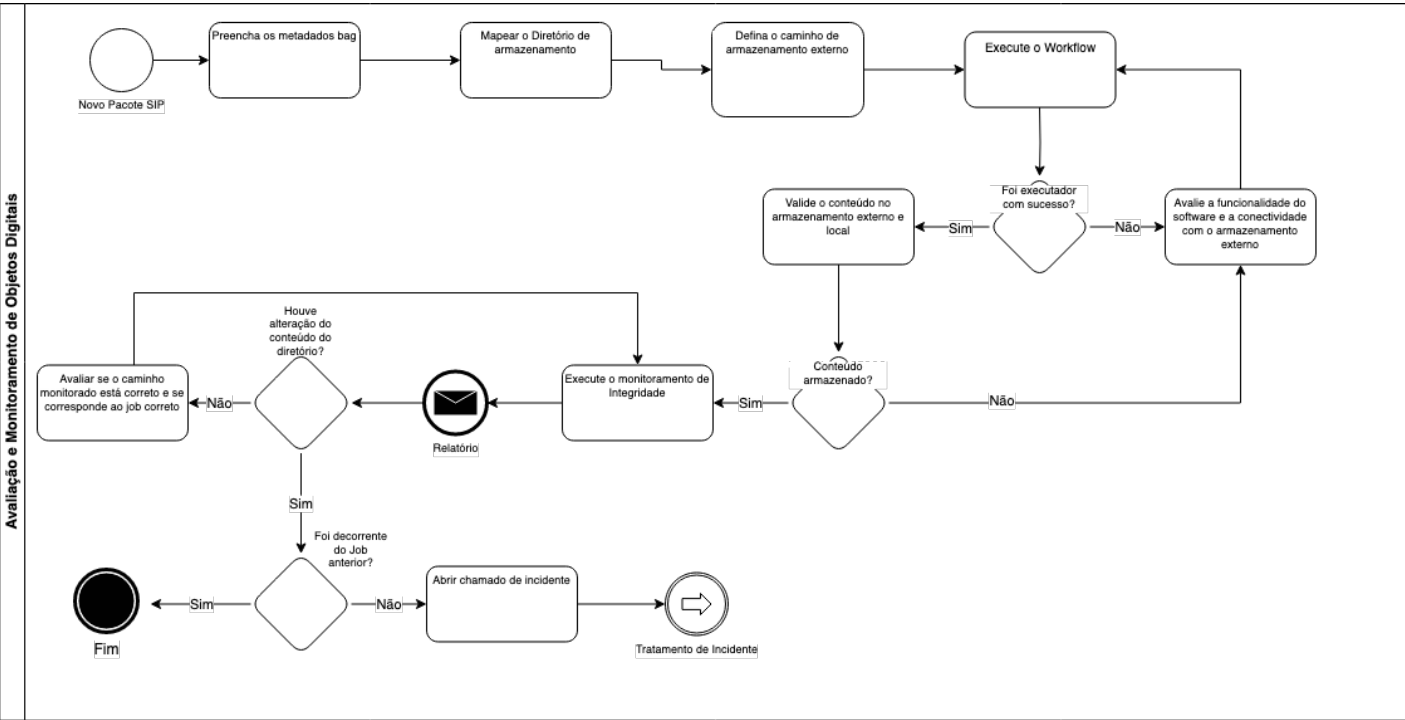 Avaliação e Monitoramento de Objetos Digitais
Novo Pacote SIP
Preencha os metadados bag
Mapear o Diretório de
armazenamento
Defina o caminho de
armazenamento externo
Execute o Workflow
Foi executador
com sucesso?
Sim
Não
Valide o conteúdo no
armazenamento externo e
local
Avalie a funcionalidade do
software e a conectividade
com o armazenamento
externo
Conteúdo
armazenado?
Sim
Não
Execute o monitoramento de
Integridade
Relatório
Houve
alteração do
conteúdo do
diretório?
Não
Avaliar se o caminho
monitorado está correto e se
corresponde ao job correto
Sim
Foi decorrente
do Job
anterior?
Sim
Fim
Não
Abrir chamado de incidente
Tratamento de Incidente